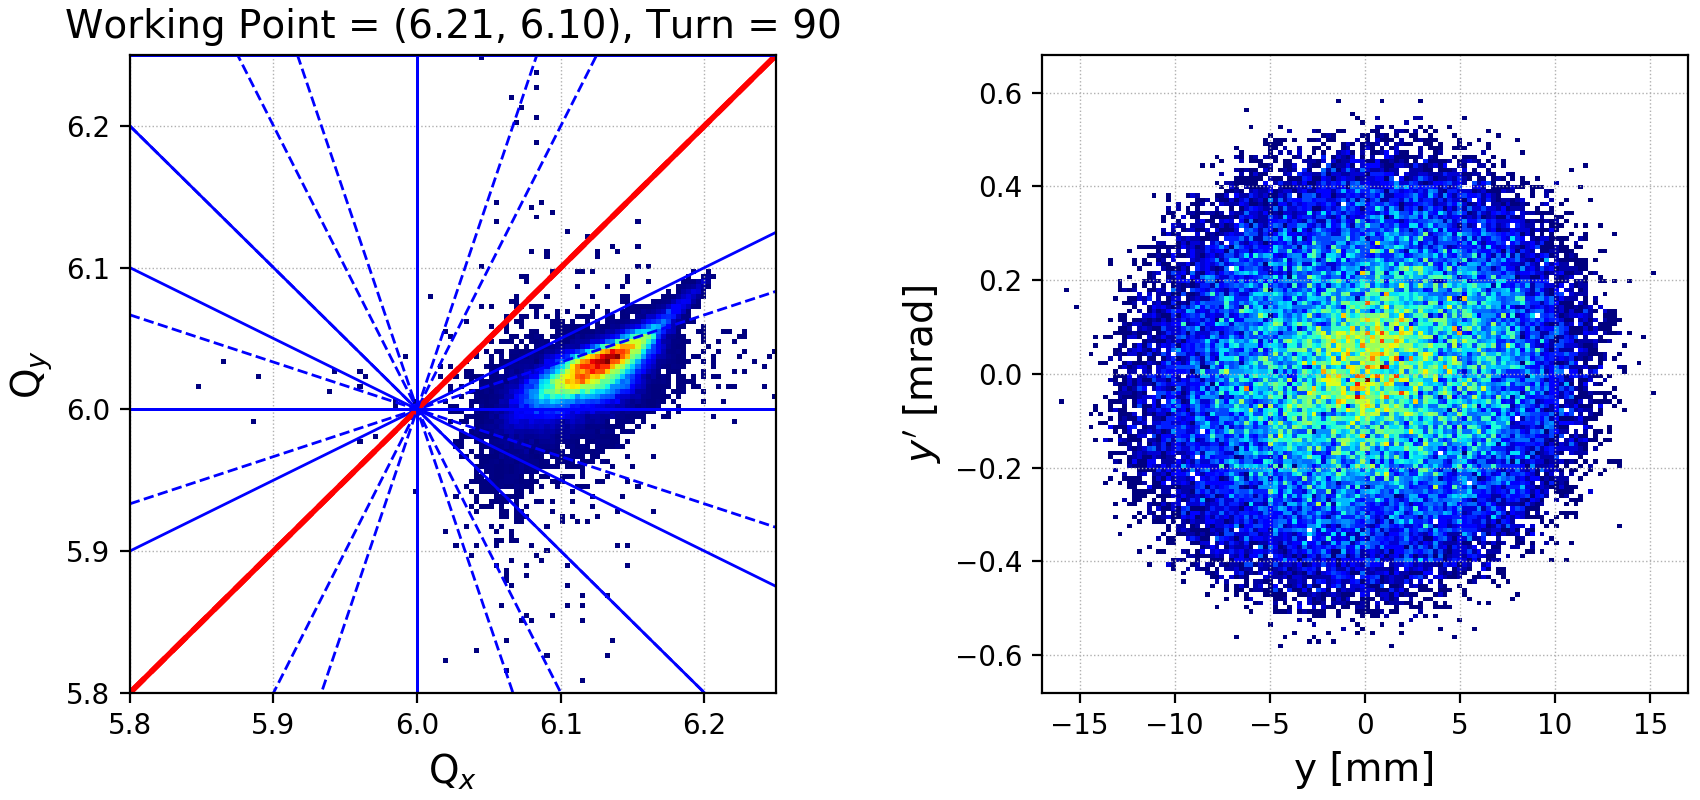 Working Point = (6.21, 6.10), Turn = 90
6.2
6.1
6.0
5.9
5.8
Q_y
5.8 5.9 6.0 6.1 6.2
Q_x
0.6
0.4
0.2
0.0
−0.2
−0.4
−0.6
y′ [mrad]
−15 −10 −5 0 5 10 15
y [mm]